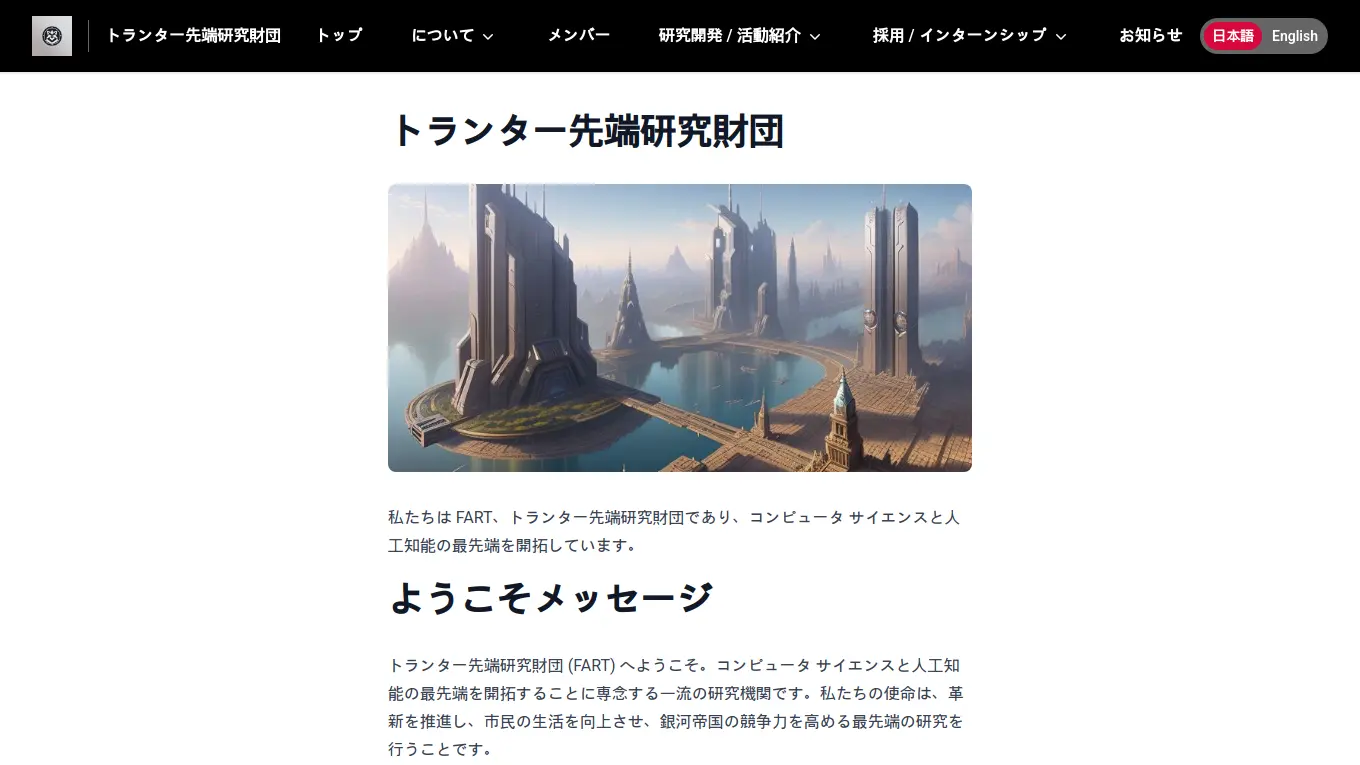 トランター先端研究財団
トップ
について
メンバー
研究開発 / 活動紹介
採用 / インターンシップ
お知らせ
日本語
English
トランター先端研究財団
私たちは FART、トランター先端研究財団であり、コンピュータ サイエンスと人
工知能の最先端を開拓しています。
ようこそメッセージ
トランター先端研究財団 (FART) へようこそ。コンピュータ サイエンスと人工知
能の最先端を開拓することに専念する一流の研究機関です。私たちの使命は、革
新を推進し、市民の生活を向上させ、銀河帝国の競争力を高める最先端の研究を
行うことです。